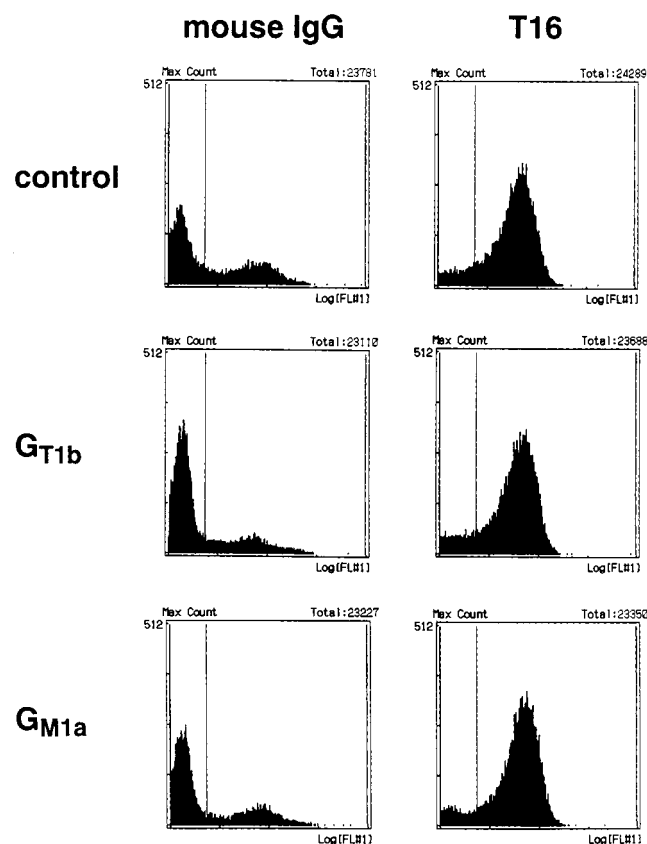 mouse IgG T16
control
Max Count Total:23781
512
Log[FL#1]
Max Count Total:24289
512
Log[FL#1]
GT1b
Max Count Total:23110
512
Log[FL#1]
Max Count Total:23688
512
Log[FL#1]
GM1a
Max Count Total:23227
512
Log[FL#1]
Max Count Total:23350
512
Log[FL#1]